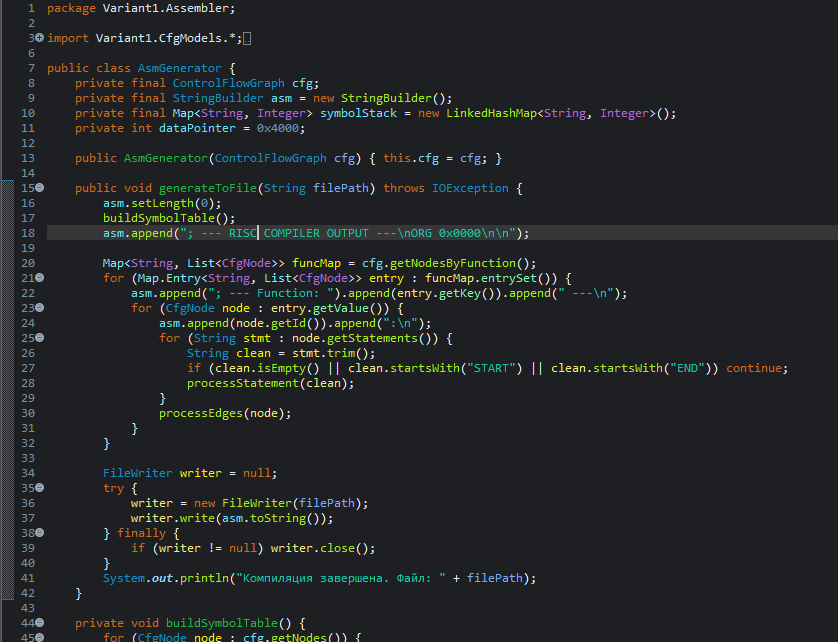 1 package Variant1.Assembler;
2
3 import Variant1.CfgModels.*;
6
7 public class AsmGenerator {
8     private final ControlFlowGraph cfg;
9     private final StringBuilder asm = new StringBuilder();
10     private final Map<String, Integer> symbolStack = new LinkedHashMap<String, Integer>();
11     private int dataPointer = 0x4000;
12
13     public AsmGenerator(ControlFlowGraph cfg) { this.cfg = cfg; }
14
15     public void generateToFile(String filePath) throws IOException {
16         asm.setLength(0);
17         buildSymbolTable();
18         asm.append("; --- RISC COMPILER OUTPUT ---\nORG 0x0000\n\n");
19
20         Map<String, List<CfgNode>> funcMap = cfg.getNodesByFunction();
21         for (Map.Entry<String, List<CfgNode>> entry : funcMap.entrySet()) {
22             asm.append("; --- Function: ").append(entry.getKey()).append(" ---\n");
23             for (CfgNode node : entry.getValue()) {
24                 asm.append(node.getId()).append(":\n");
25                 for (String stmt : node.getStatements()) {
26                     String clean = stmt.trim();
27                     if (clean.isEmpty() || clean.startsWith("START") || clean.startsWith("END")) continue;
28                     processStatement(clean);
29                 }
30                 processEdges(node);
31             }
32         }
33
34         FileWriter writer = null;
35         try {
36             writer = new FileWriter(filePath);
37             writer.write(asm.toString());
38         } finally {
39             if (writer != null) writer.close();
40         }
41         System.out.println("Компиляция завершена. Файл: " + filePath);
42     }
43
44     private void buildSymbolTable() {
45         for (CfgNode node : cfg.getNodes()) {